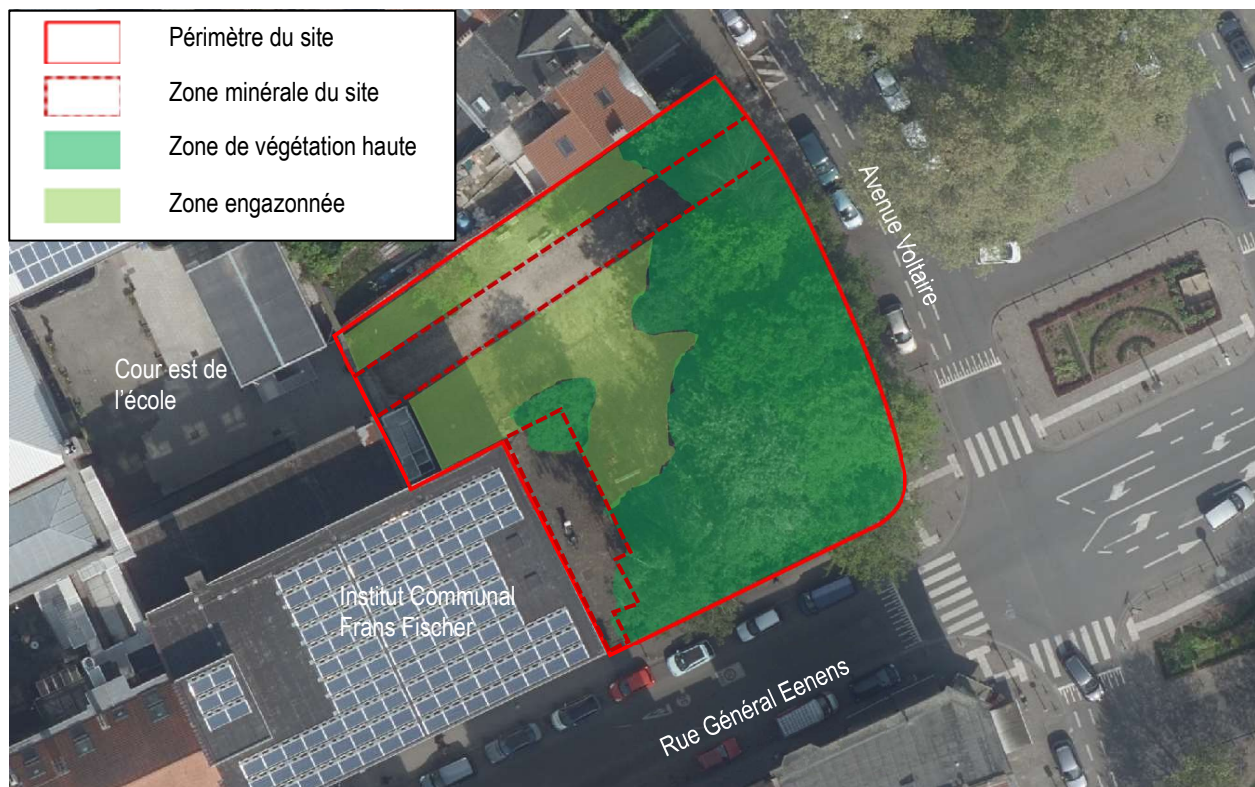 Périmètre du site
Zone minérale du site
Zone de végétation haute
Zone engazonnée
Avenue Voltaire
Cour est de
l'école
Institut Communal
Frans Fischer
Rue Général Eenens